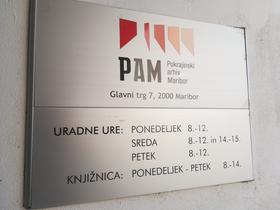 PAM
Pokrajinski
arhiv
Maribor
Glavni trg 7, 2000 Maribor
URADNE URE: PONEDELJEK 8.-12.
SREDA 8.-12. in 14.-15.
PETEK 8.-12.
KNJIŽNICA: PONEDELJEK - PETEK 8.-14.